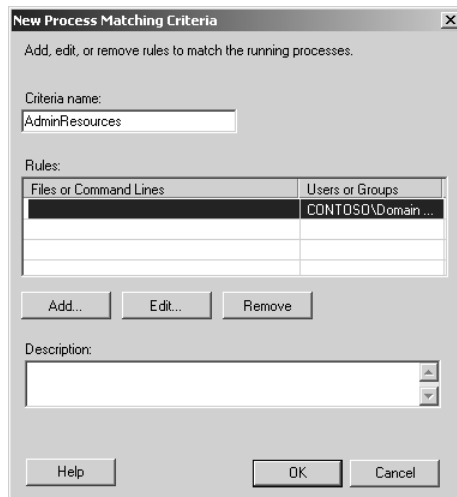 New Process Matching Criteria
Add, edit, or remove rules to match the running processes.
Criteria name:
AdminResources
Rules:
Files or Command Lines Users or Groups
CONTOSO\Domain ...
Add... Edit... Remove
Description:
Help OK Cancel